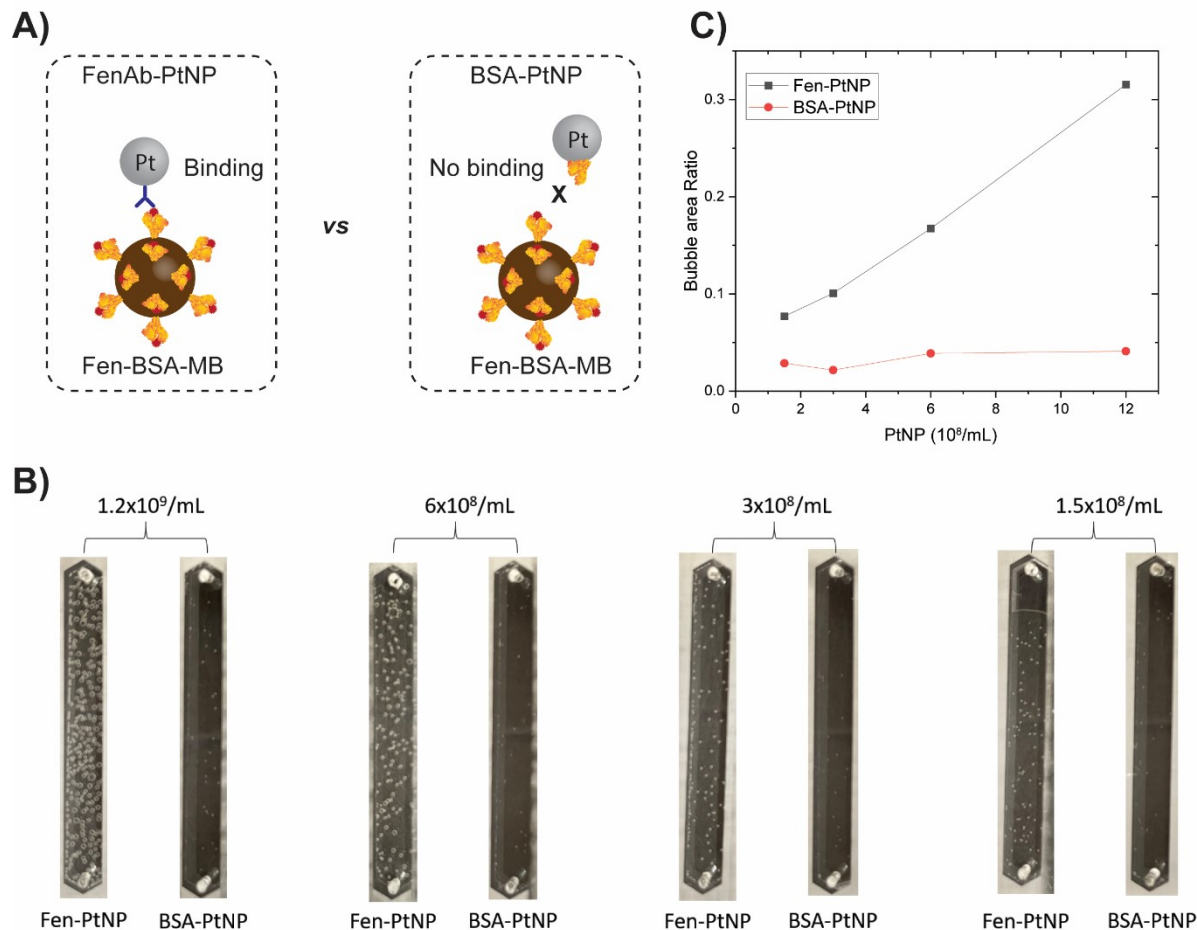 A)
FenAb-PtNP
Pt
Binding
Fen-BSA-MB
vs
BSA-PtNP
Pt
No binding
X
Fen-BSA-MB
C)
Fen-PtNP
BSA-PtNP
Bubble area Ratio
0.3
0.2
0.1
0.0
0 2 4 6 8 10 12
PtNP (10⁸/mL)
B)
1.2x10⁹/mL
6x10⁸/mL
3x10⁸/mL
1.5x10⁸/mL
Fen-PtNP BSA-PtNP Fen-PtNP BSA-PtNP Fen-PtNP BSA-PtNP Fen-PtNP BSA-PtNP